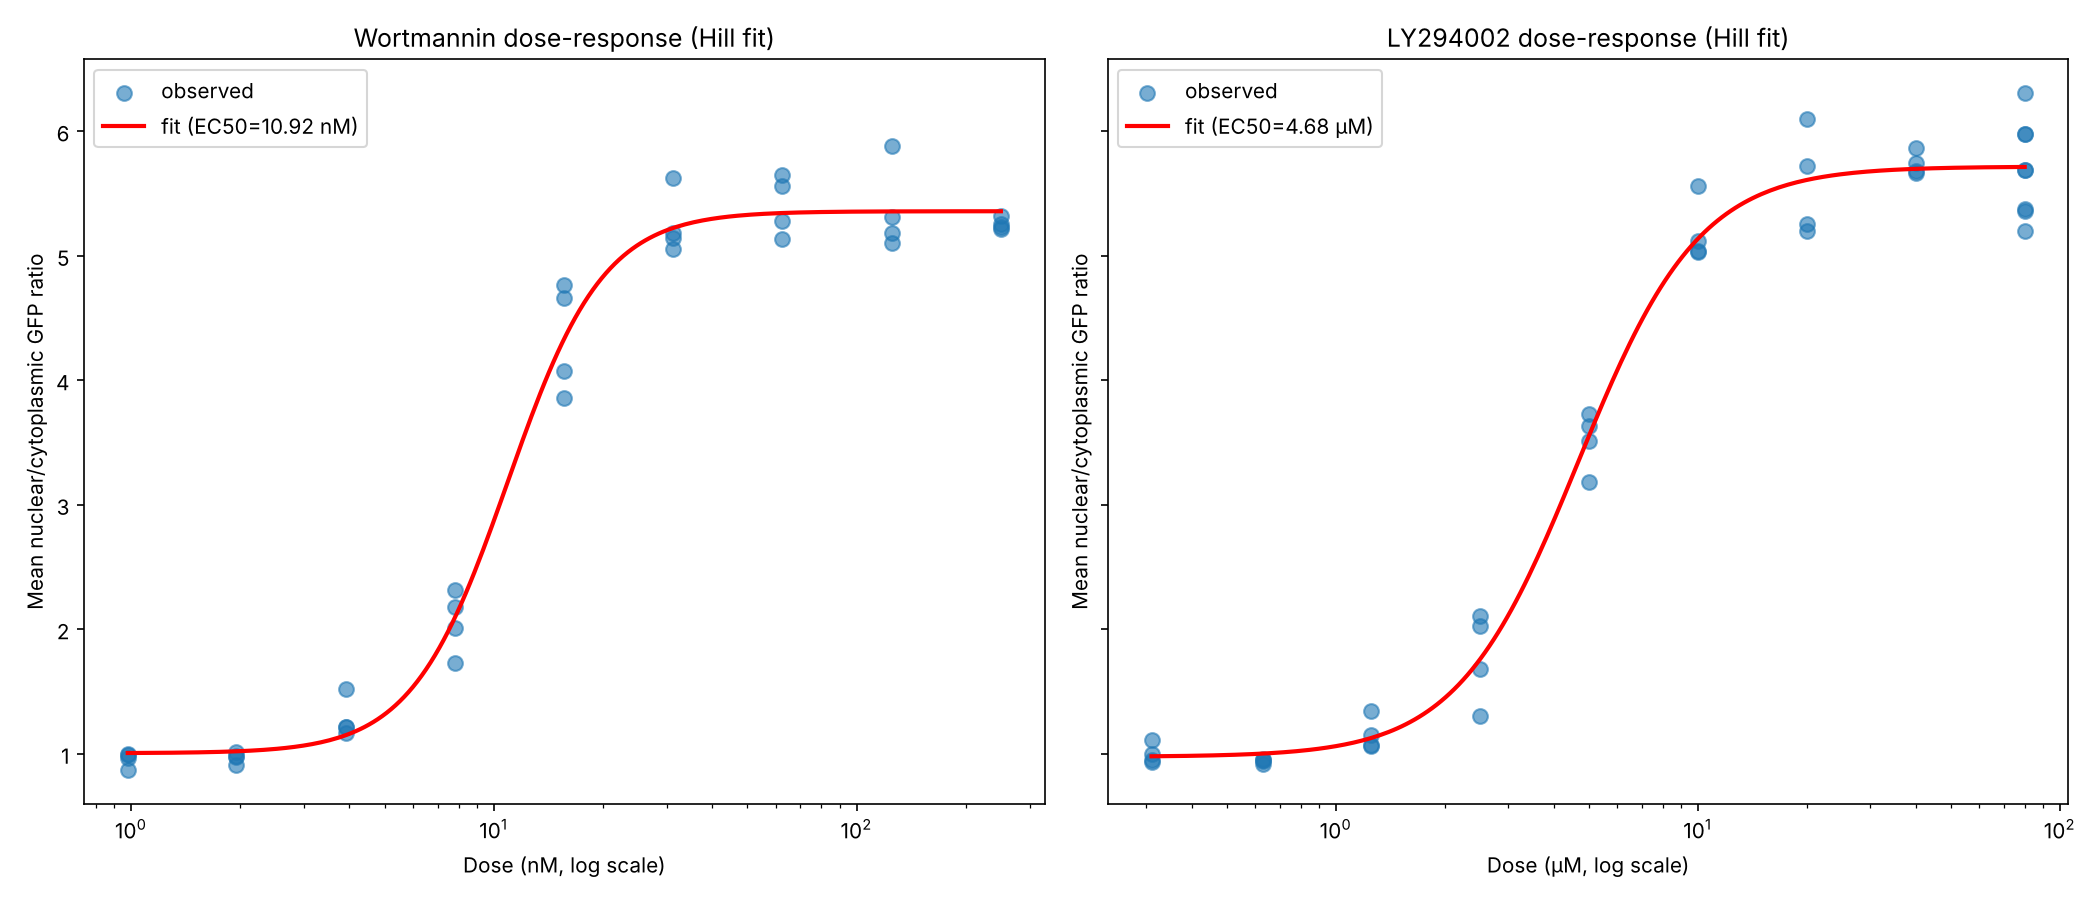 Wortmannin dose-response (Hill fit)
observed
fit (EC50=10.92 nM)
6
5
4
3
2
1
Mean nuclear/cytoplasmic GFP ratio
10⁰
10¹
10²
Dose (nM, log scale)
LY294002 dose-response (Hill fit)
observed
fit (EC50=4.68 μM)
Mean nuclear/cytoplasmic GFP ratio
10⁰
10¹
10²
Dose (μM, log scale)